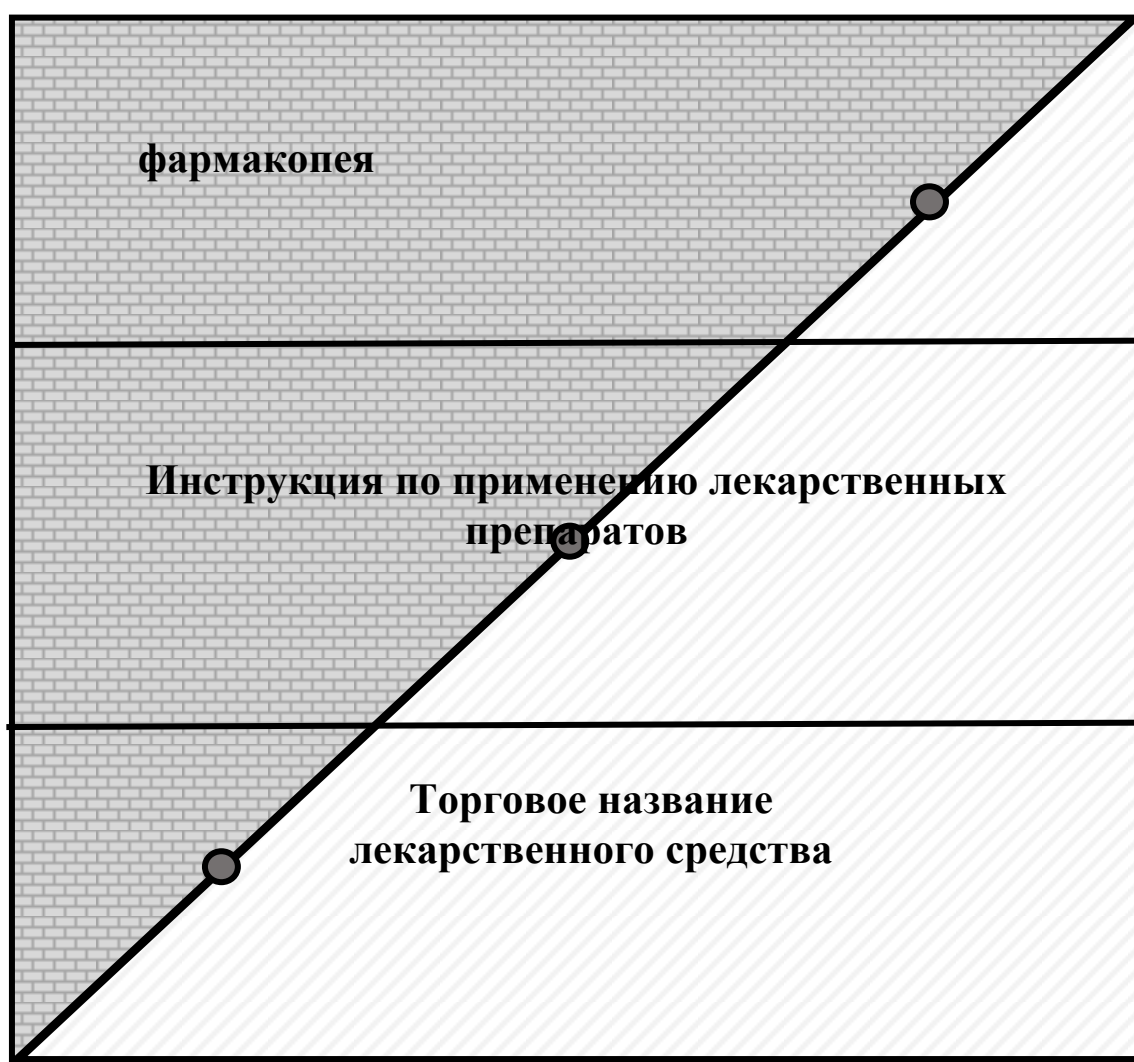 фармакопея
Инструкция по применению лекарственных
препаратов
Торговое название
лекарственного средства